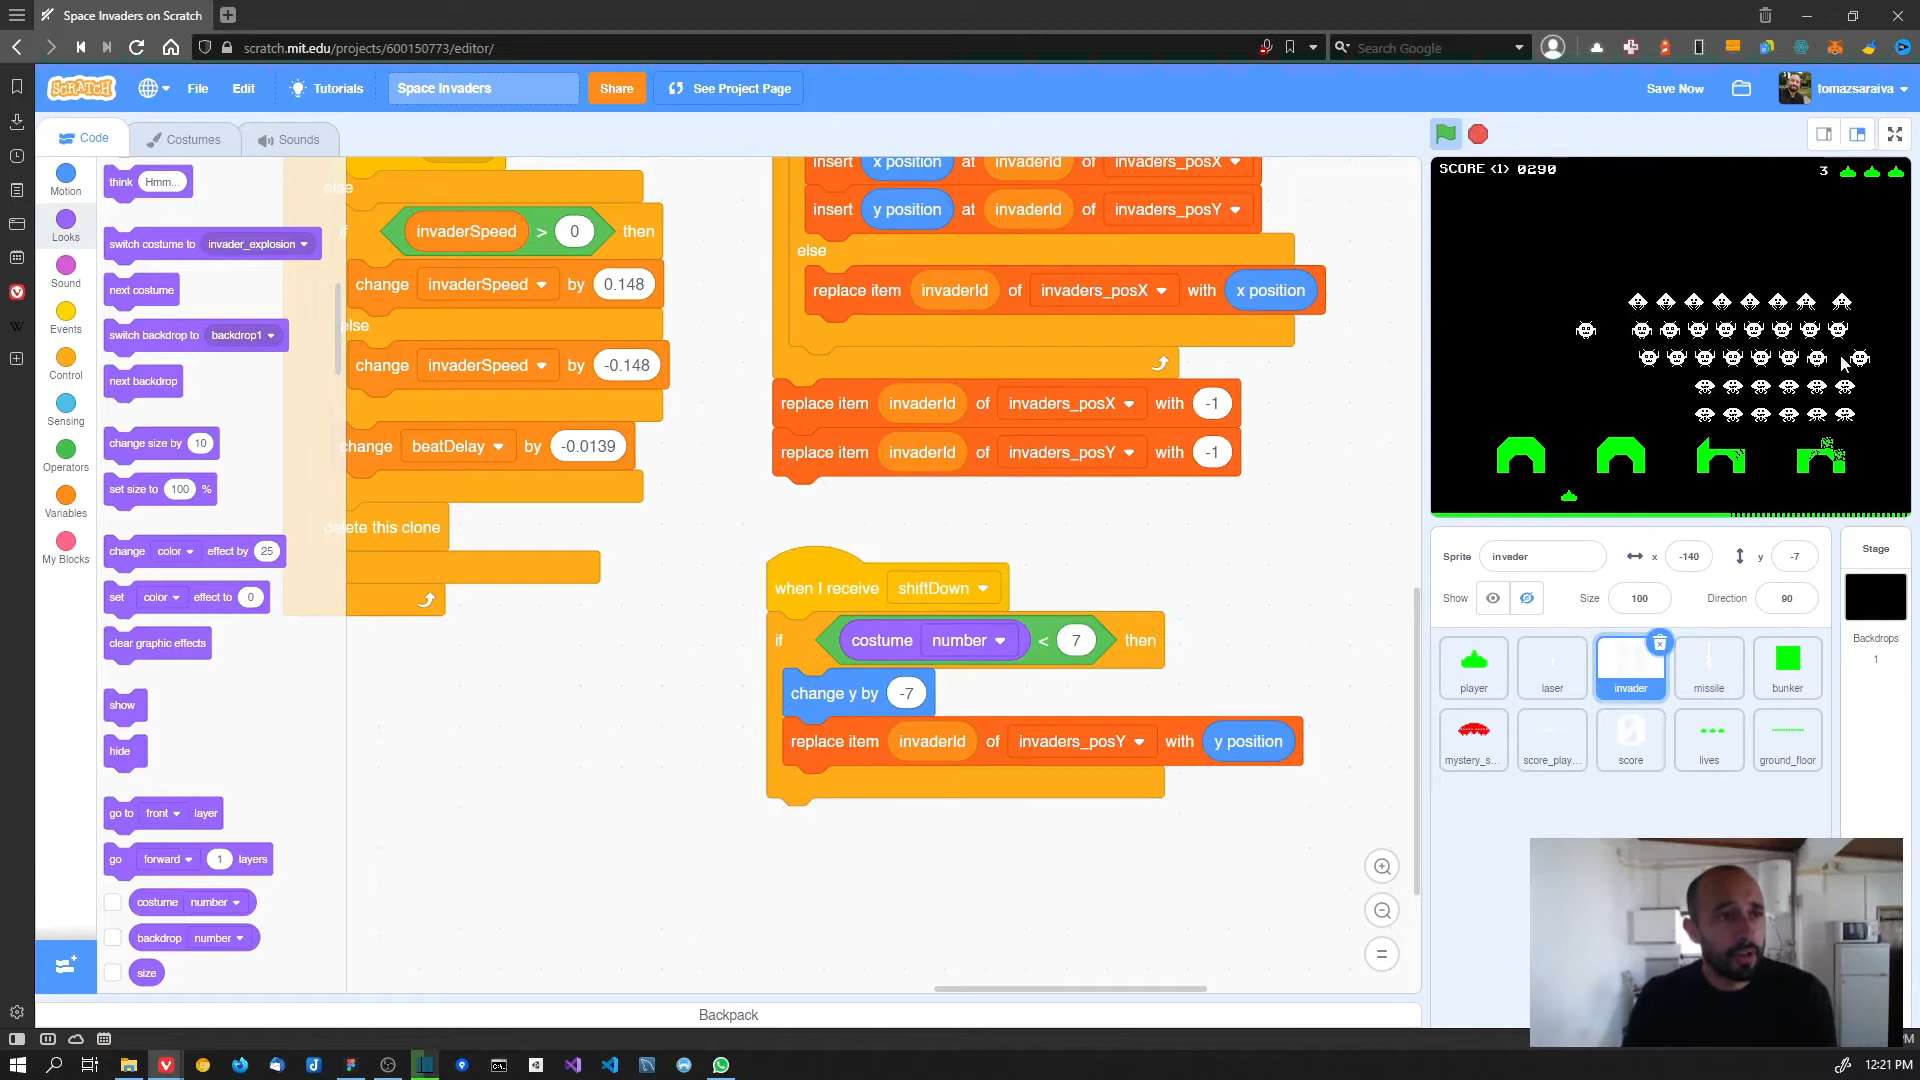 Space Invaders on Scratch
scratch.mit.edu/projects/600150773/editor/
Search Google
SCRATCH
File
Edit
Tutorials
Space Invaders
Share
See Project Page
Save Now
tomazsaraiva
Code
Costumes
Sounds
Motion
Looks
Sound
Events
Control
Sensing
Operators
Variables
My Blocks
think Hmm...
switch costume to invader_explosion
next costume
switch backdrop to backdrop1
next backdrop
change size by 10
set size to 100 %
change color effect by 25
set color effect to 0
clear graphic effects
show
hide
go to front layer
go forward 1 layers
costume number
backdrop number
size
else
if invaderSpeed > 0 then
change invaderSpeed by 0.148
else
change invaderSpeed by -0.148
change beatDelay by -0.0139
delete this clone
insert x position at invaderId of invaders_posX
insert y position at invaderId of invaders_posY
else
replace item invaderId of invaders_posX with x position
replace item invaderId of invaders_posX with -1
replace item invaderId of invaders_posY with -1
when I receive shiftDown
if costume number < 7 then
change y by -7
replace item invaderId of invaders_posY with y position
Backpack
SCORE <1> 0290
3
Sprite invader x -140 y -7
Show Size 100 Direction 90
player
laser
invader
missile
bunker
mystery_s...
score_play...
score
lives
ground_floor
Stage
Backdrops
1
12:21 PM